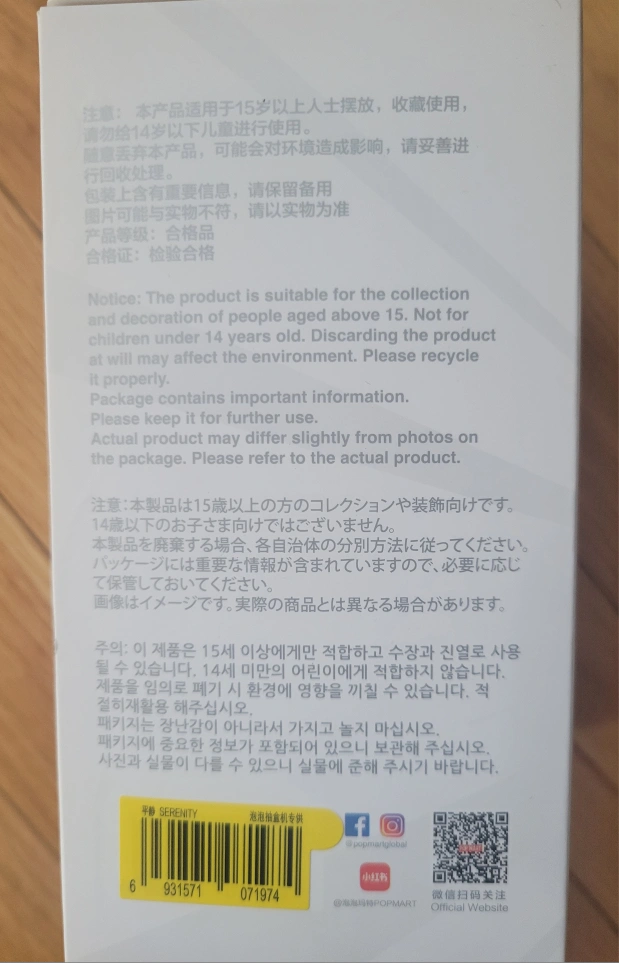 注意： 本产品适用于15岁以上人士摆放，收藏使用，
请勿给14岁以下儿童进行使用。
随意丢弃本产品，可能会对环境造成影响，请妥善进
行回收处理。
包装上含有重要信息，请保留备用
图片可能与实物不符，请以实物为准
产品等级：合格品
合格证：检验合格
Notice: The product is suitable for the collection
and decoration of people aged above 15. Not for
children under 14 years old. Discarding the product
at will may affect the environment. Please recycle
it properly.
Package contains important information.
Please keep it for further use.
Actual product may differ slightly from photos on
the package. Please refer to the actual product.
注意：本製品は15歳以上の方のコレクションや装飾向けです。
14歳以下のお子さま向けではございません。
本製品を廃棄する場合、各自治体の分別方法に従ってください。
パッケージには重要な情報が含まれていますので、必要に応じ
て保管しておいてください。
画像はイメージです。実際の商品とは異なる場合があります。
주의: 이 제품은 15세 이상에게만 적합하고 수장과 진열로 사용
될 수 있습니다. 14세 미만의 어린이에게 적합하지 않습니다.
제품을 임의로 폐기 시 환경에 영향을 끼칠 수 있습니다. 적
절히재활용 해주십시오.
패키지는 장난감이 아니라서 가지고 놀지 마십시오.
패키지에 중요한 정보가 포함되어 있으니 보관해 주십시오.
사진과 실물이 다를 수 있으니 실물에 준해 주시기 바랍니다.
平静 SERENITY 泡泡抽盒机专供
6 931571 071974
@popmartglobal
小红书
@泡泡玛特POPMART
微信扫码关注
Official Website